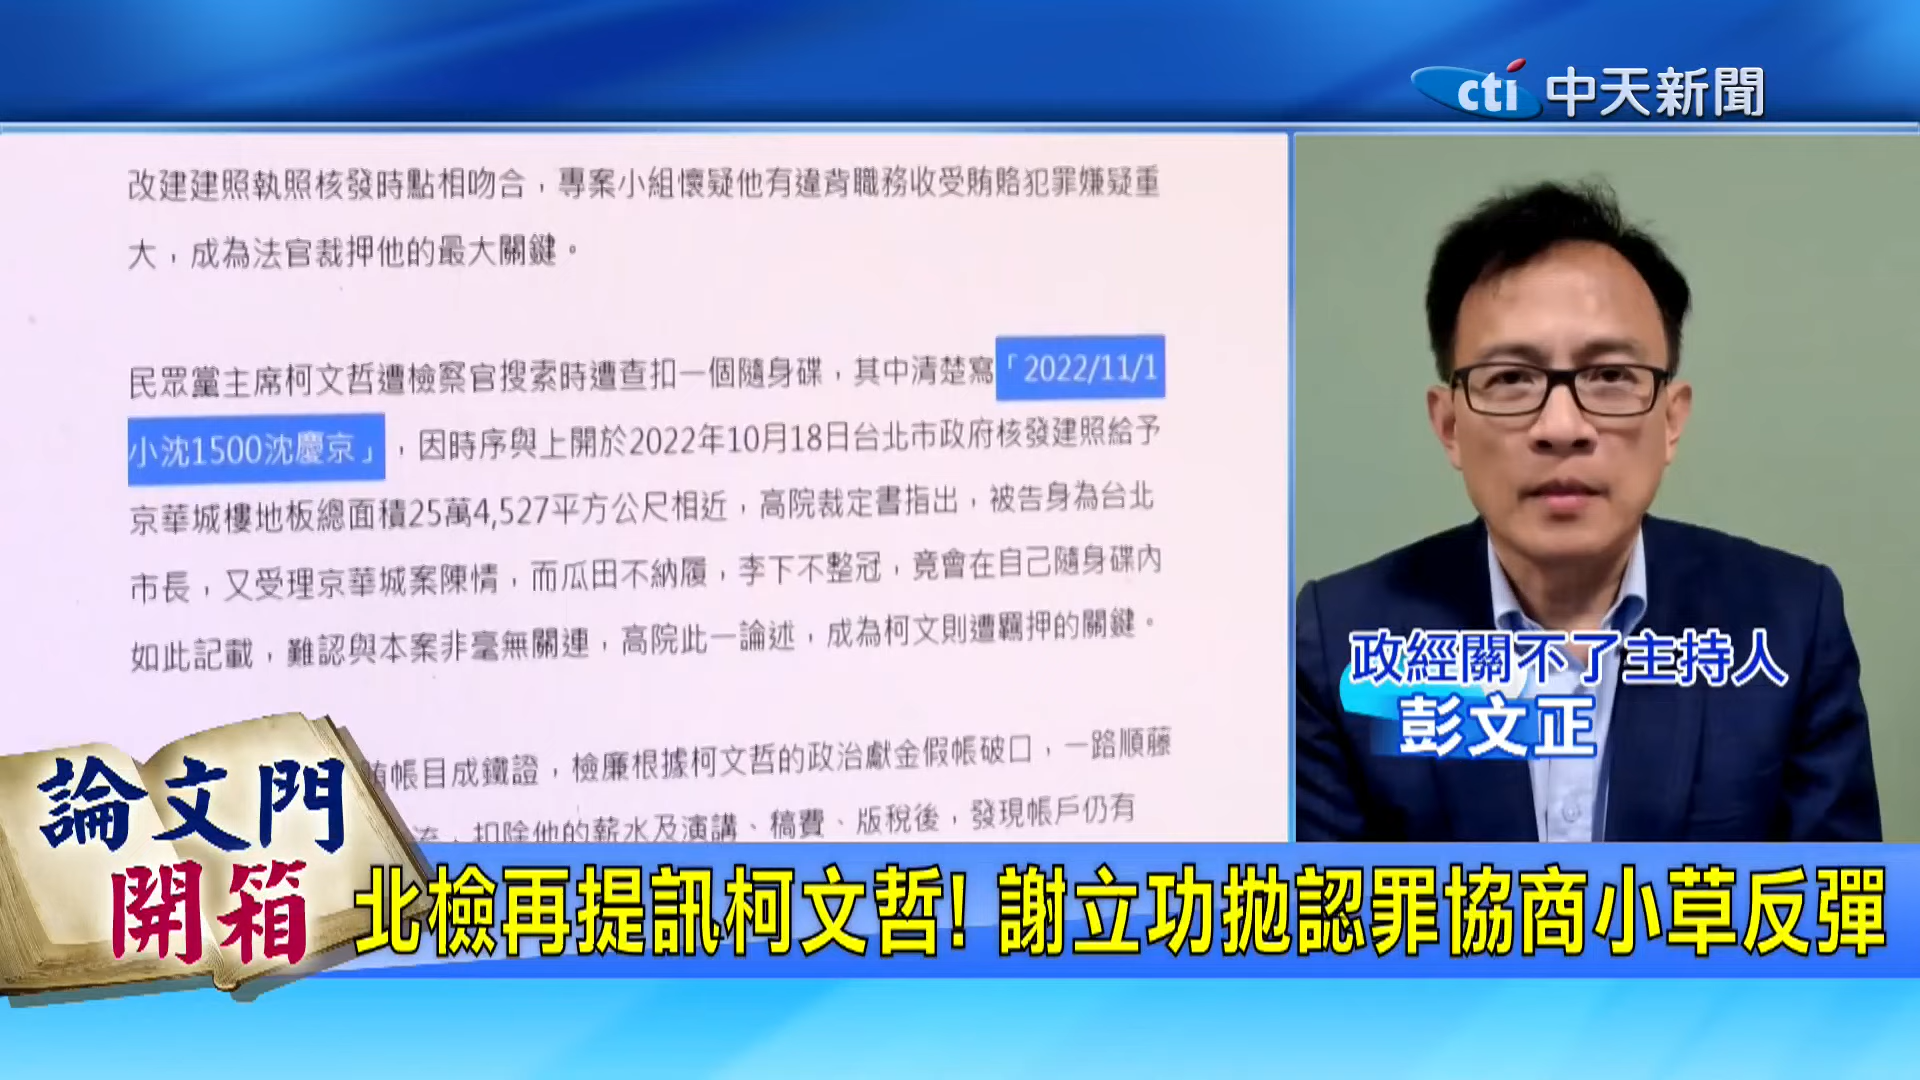 cti 中天新聞
改建建照執照核發時點相吻合，專案小組懷疑他有違背職務收受賄賂犯罪嫌疑重
大，成為法官裁押他的最大關鍵。
民眾黨主席柯文哲遭檢察官搜索時遭查扣一個隨身碟，其中清楚寫「2022/11/1
小沈1500沈慶京」，因時序與上開於2022年10月18日台北市政府核發建照給予
京華城樓地板總面積25萬4,527平方公尺相近，高院裁定書指出，被告身為台北
市長，又受理京華城案陳情，而瓜田不納履，李下不整冠，竟會在自己隨身碟內
如此記載，難認與本案非毫無關連，高院此一論述，成為柯文則遭羈押的關鍵。
賄帳目成鐵證，檢廉根據柯文哲的政治獻金假帳破口，一路順藤
流，扣除他的薪水及演講、稿費、版稅後，發現帳戶仍有
政經關不了主持人
彭文正
論文門
開箱
北檢再提訊柯文哲! 謝立功拋認罪協商小草反彈